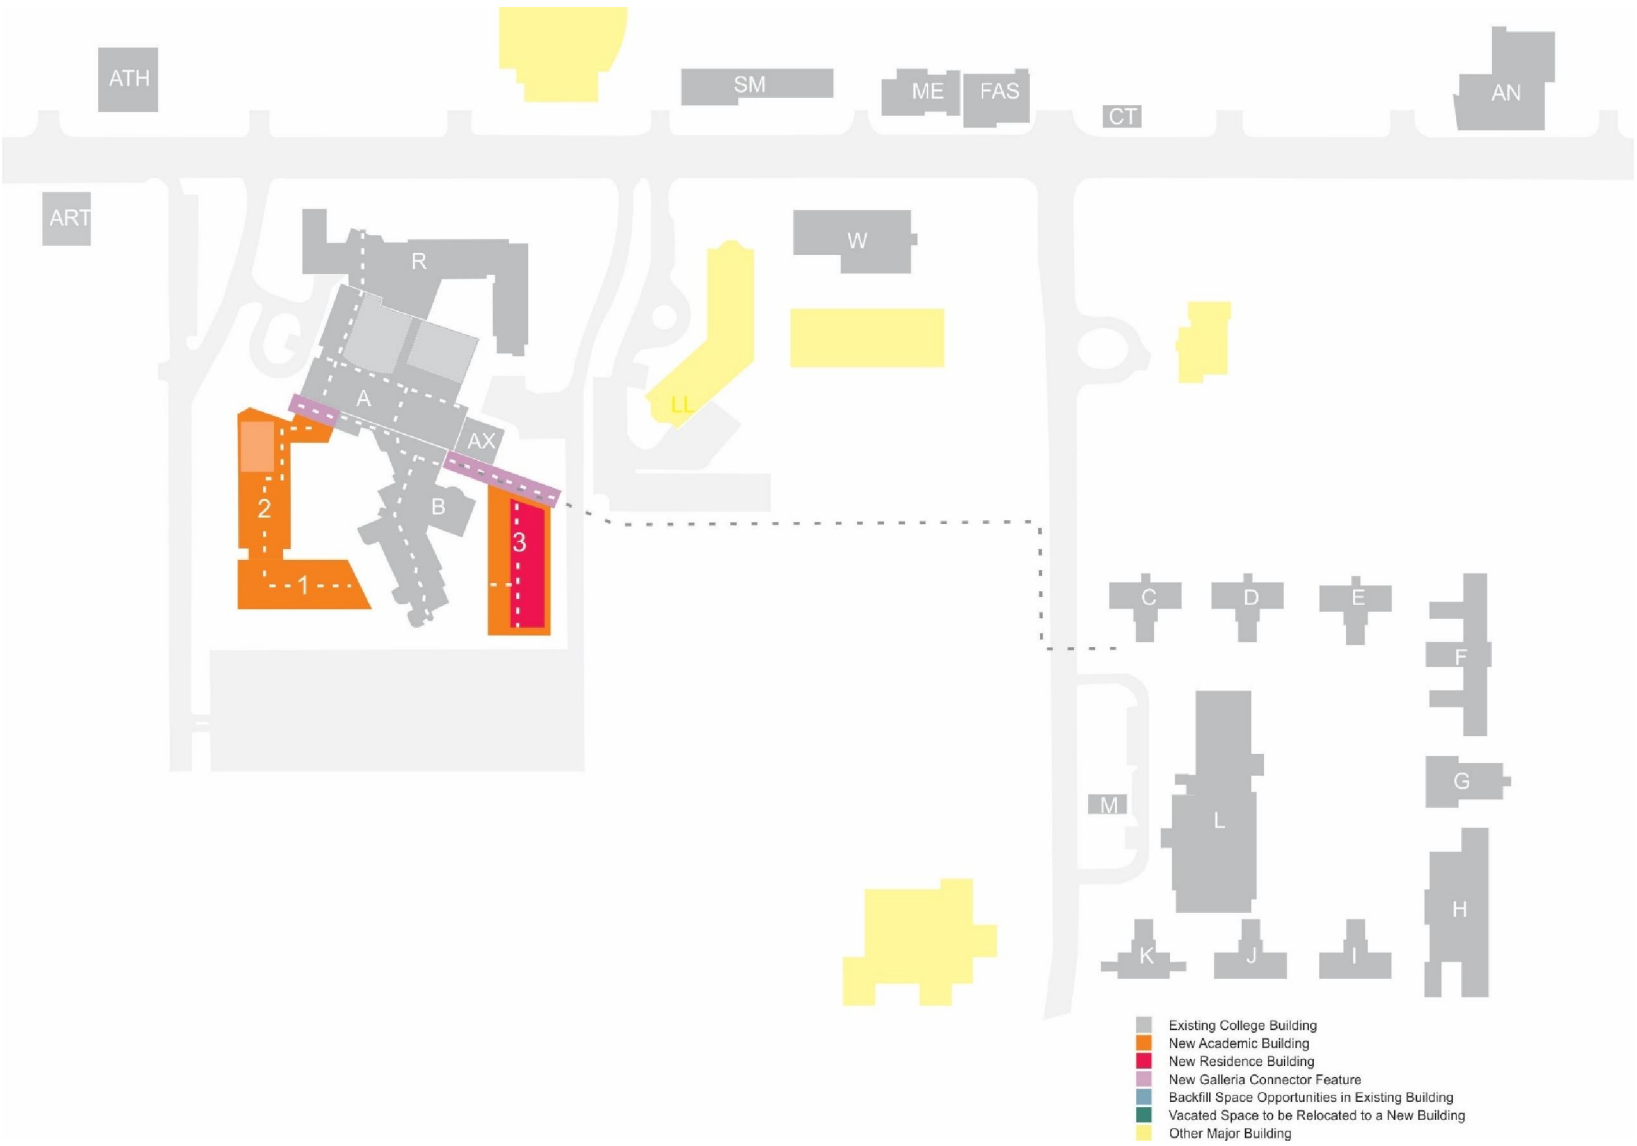 ATH
SM
ME
FAS
CT
AN
ART
R
W
A
LL
AX
2
B
3
1
C
D
E
F
G
M
L
H
K
J
I
Existing College Building
New Academic Building
New Residence Building
New Galleria Connector Feature
Backfill Space Opportunities in Existing Building
Vacated Space to be Relocated to a New Building
Other Major Building